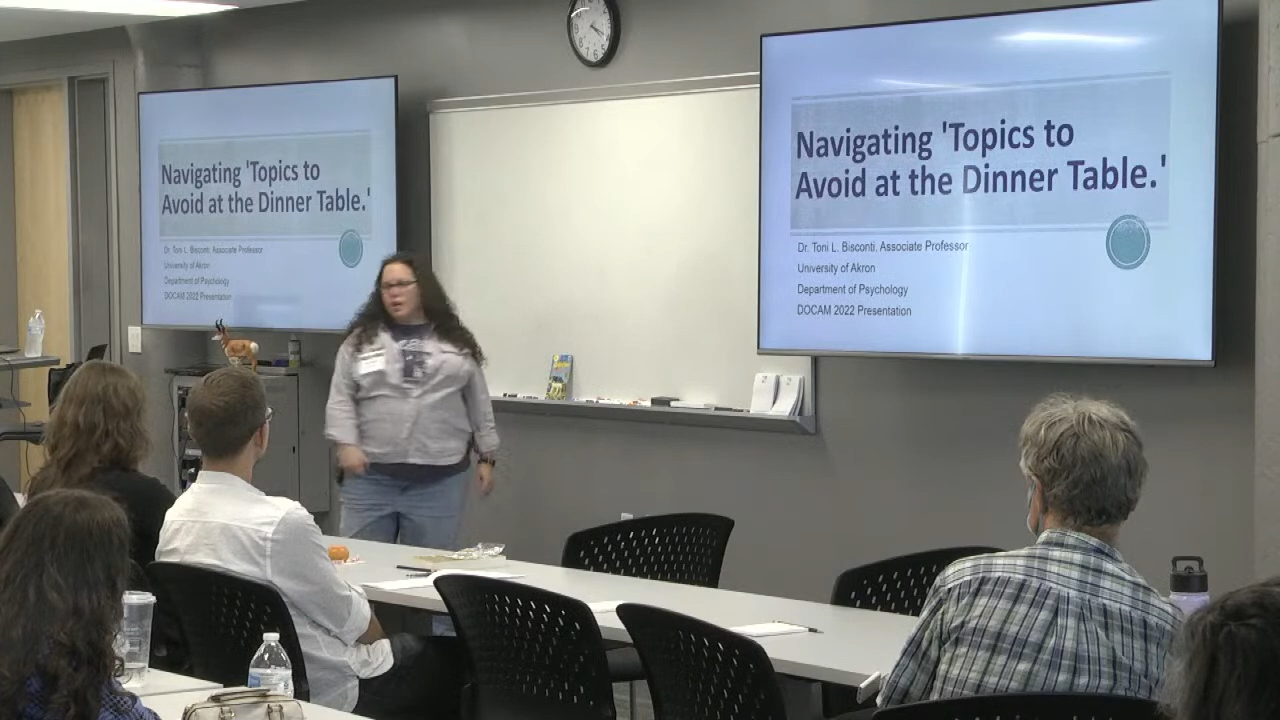 Navigating 'Topics to
Avoid at the Dinner Table.'
Dr. Toni L. Bisconti, Associate Professor
University of Akron
Department of Psychology
DOCAM 2022 Presentation
Navigating 'Topics to
Avoid at the Dinner Table.'
Dr. Toni L. Bisconti, Associate Professor
University of Akron
Department of Psychology
DOCAM 2022 Presentation